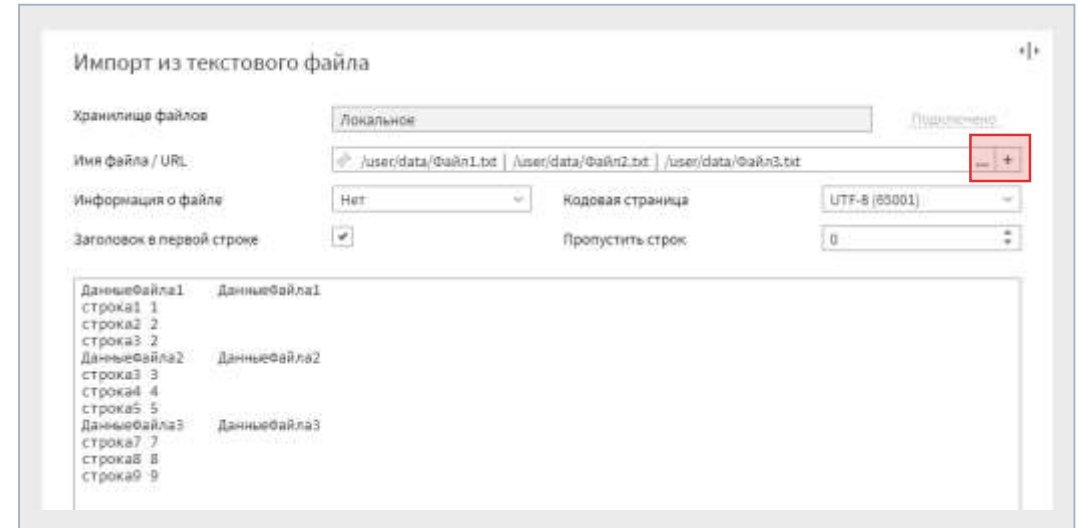 Импорт из текстового файла
Хранилище файлов Локальное Подключено
Имя файла / URL /user/data/Файл1.txt | /user/data/Файл2.txt | /user/data/Файл3.txt ... +
Информация о файле Нет Кодовая страница UTF-8 (65001)
Заголовок в первой строке Пропустить строк 0
ДанныеФайла1 ДанныеФайла1
строка1 1
строка2 2
строка3 2
ДанныеФайла2 ДанныеФайла2
строка3 3
строка4 4
строка5 5
ДанныеФайла3 ДанныеФайла3
строка7 7
строка8 8
строка9 9